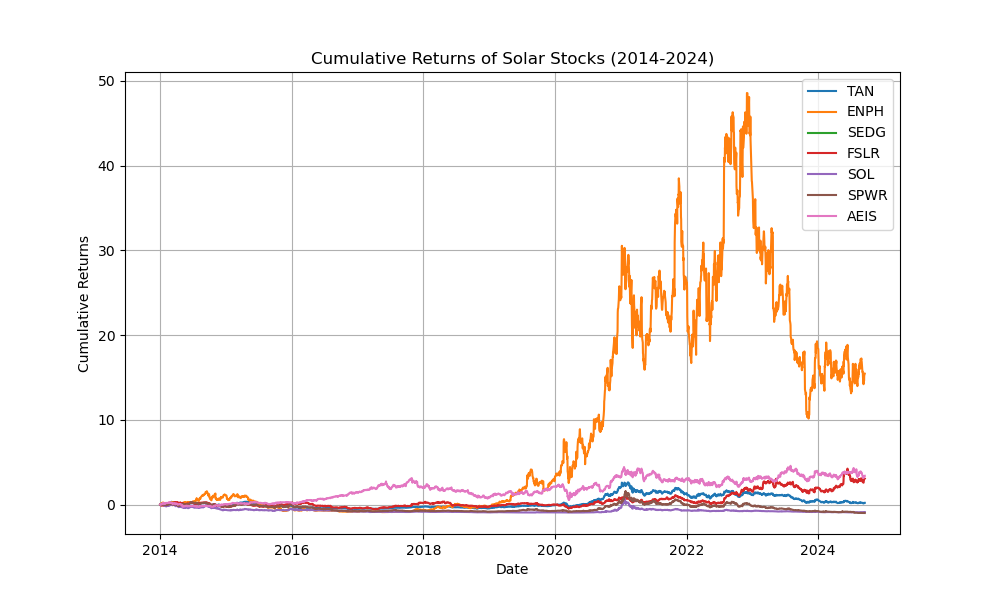 Cumulative Returns of Solar Stocks (2014-2024)
50
40
30
20
10
0
Cumulative Returns
TAN
ENPH
SEDG
FSLR
SOL
SPWR
AEIS
2014 2016 2018 2020 2022 2024
Date